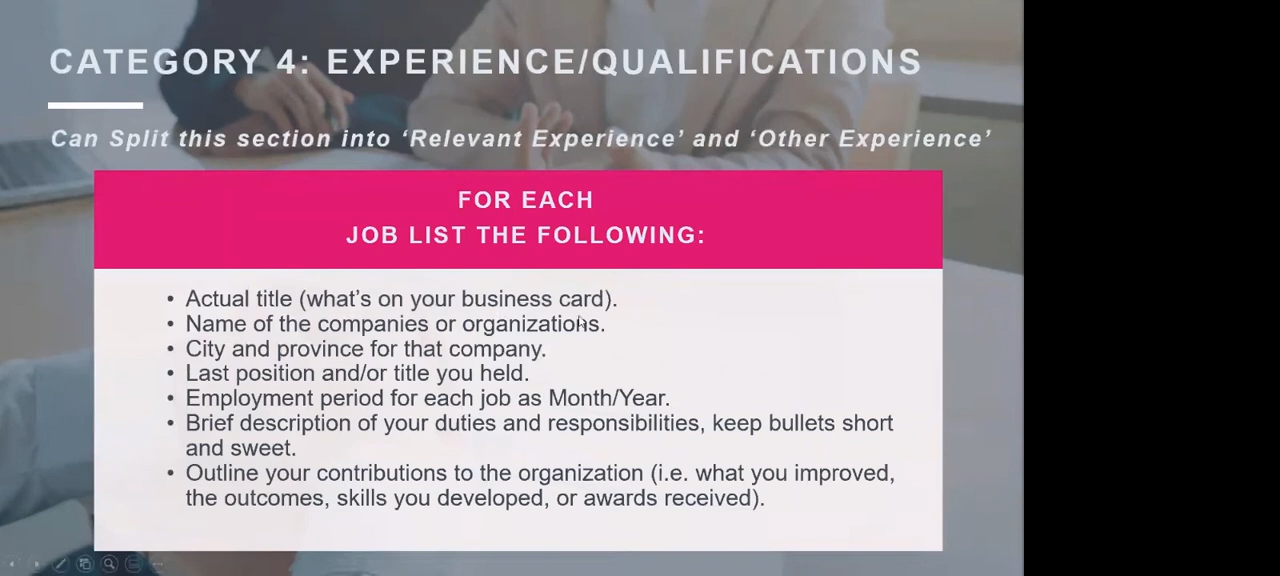 CATEGORY 4: EXPERIENCE/QUALIFICATIONS
Can Split this section into ‘Relevant Experience’ and ‘Other Experience’
FOR EACH
JOB LIST THE FOLLOWING:
• Actual title (what’s on your business card).
• Name of the companies or organizations.
• City and province for that company.
• Last position and/or title you held.
• Employment period for each job as Month/Year.
• Brief description of your duties and responsibilities, keep bullets short
and sweet.
• Outline your contributions to the organization (i.e. what you improved,
the outcomes, skills you developed, or awards received).